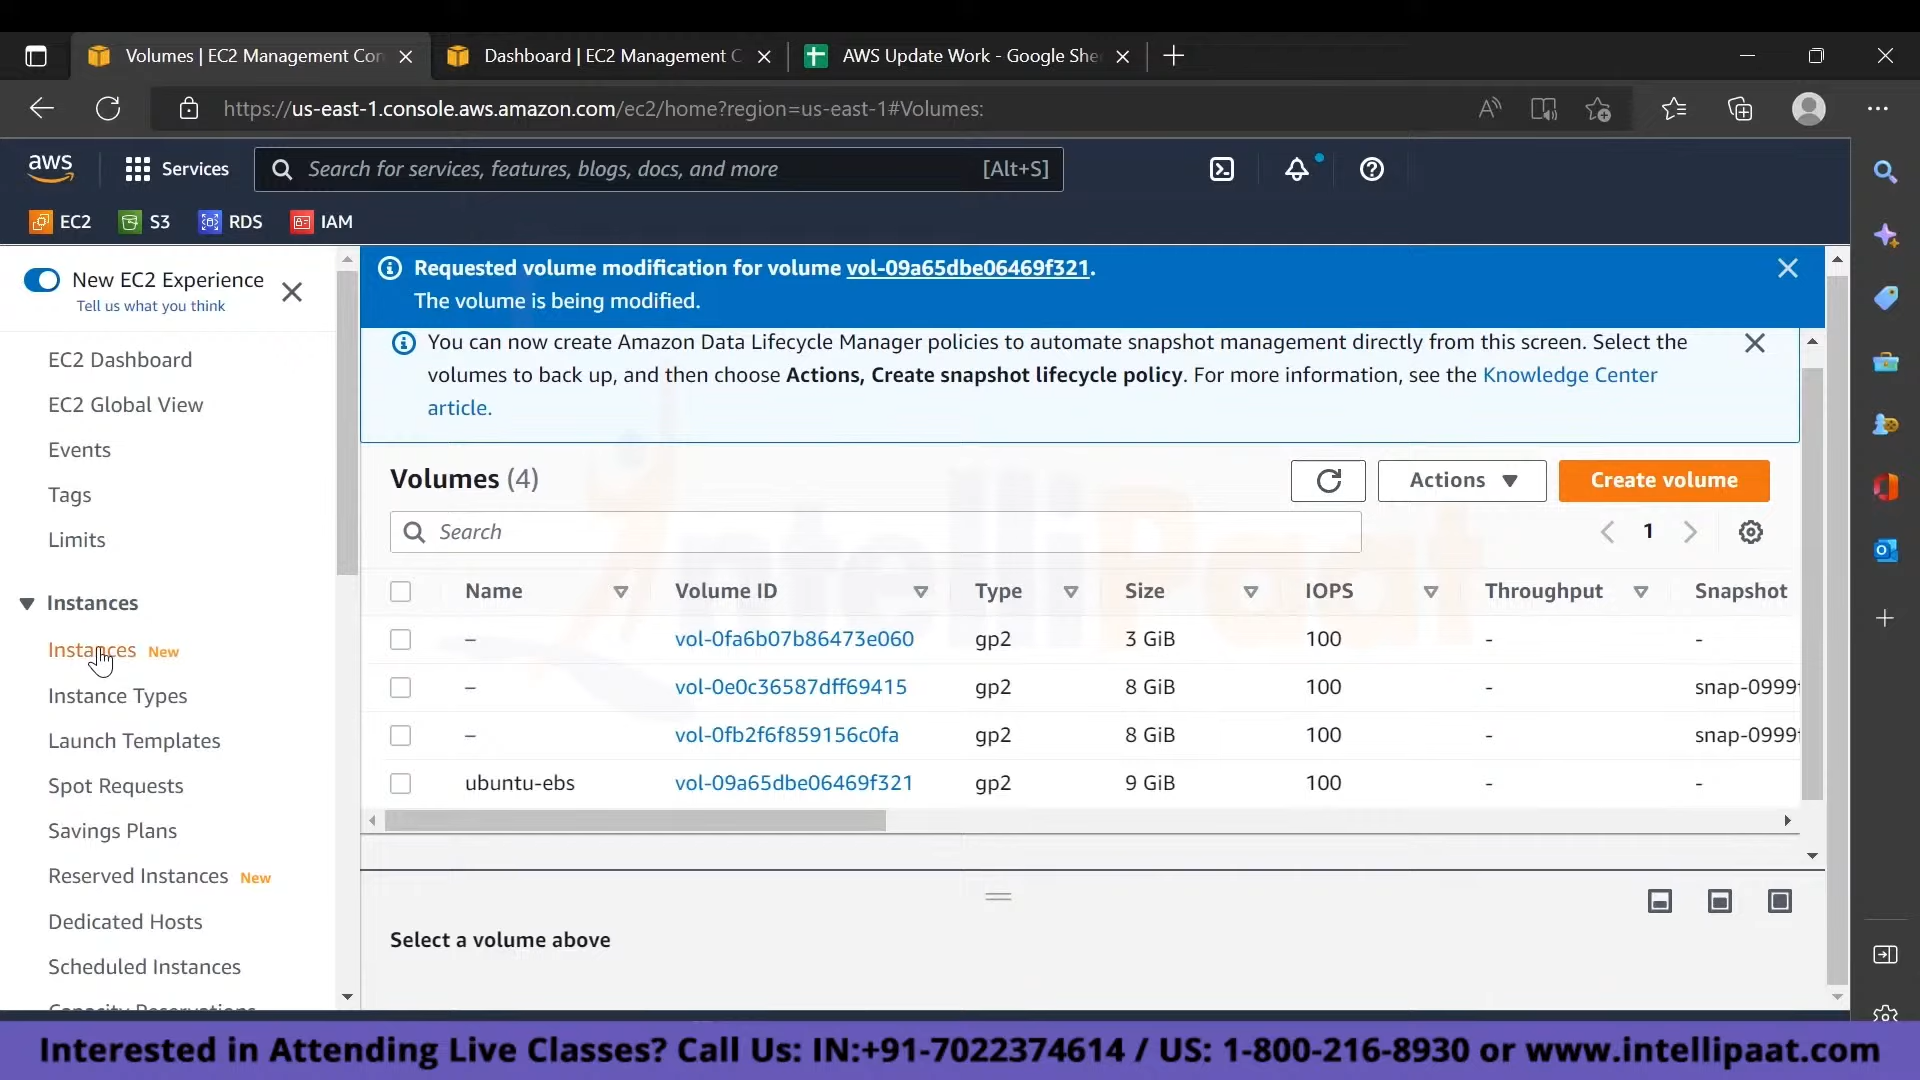 Volumes | EC2 Management Con
Dashboard | EC2 Management C
AWS Update Work - Google She
https://us-east-1.console.aws.amazon.com/ec2/home?region=us-east-1#Volumes:
aws
Services
Search for services, features, blogs, docs, and more
[Alt+S]
EC2
S3
RDS
IAM
New EC2 Experience
Tell us what you think
EC2 Dashboard
EC2 Global View
Events
Tags
Limits
Instances
Instances New
Instance Types
Launch Templates
Spot Requests
Savings Plans
Reserved Instances New
Dedicated Hosts
Scheduled Instances
Capacity Reservations
Requested volume modification for volume vol-09a65dbe06469f321.
The volume is being modified.
You can now create Amazon Data Lifecycle Manager policies to automate snapshot management directly from this screen. Select the
volumes to back up, and then choose Actions, Create snapshot lifecycle policy. For more information, see the Knowledge Center
article.
Volumes (4)
Actions
Create volume
Search
1
Name Volume ID Type Size IOPS Throughput Snapshot
– vol-0fa6b07b86473e060 gp2 3 GiB 100 - -
– vol-0e0c36587dff69415 gp2 8 GiB 100 - snap-0999
– vol-0fb2f6f859156c0fa gp2 8 GiB 100 - snap-0999
ubuntu-ebs vol-09a65dbe06469f321 gp2 9 GiB 100 - -
Select a volume above
IntelliPaat
Interested in Attending Live Classes? Call Us: IN:+91-7022374614 / US: 1-800-216-8930 or www.intellipaat.com